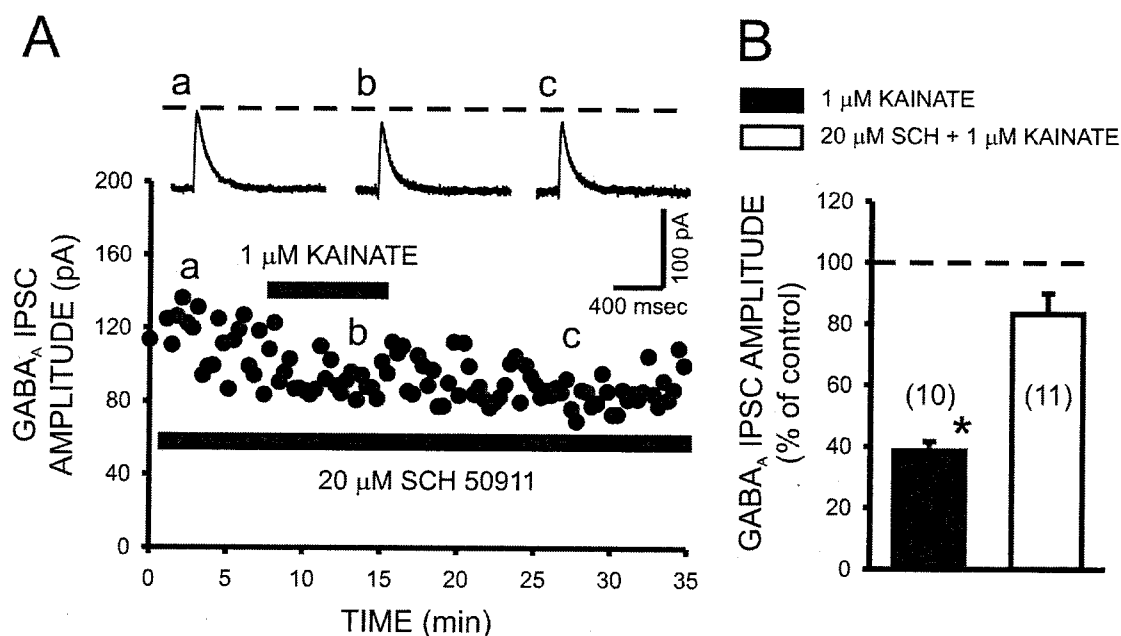 A
a b c
200
160
120
80
40
0
GABA_A IPSC
AMPLITUDE (pA)
1 µM KAINATE
a
b
c
100 pA
400 msec
20 µM SCH 50911
0 5 10 15 20 25 30 35
TIME (min)
B
1 µM KAINATE
20 µM SCH + 1 µM KAINATE
GABA_A IPSC AMPLITUDE
(% of control)
120
100
80
60
40
20
0
(10)
*
(11)